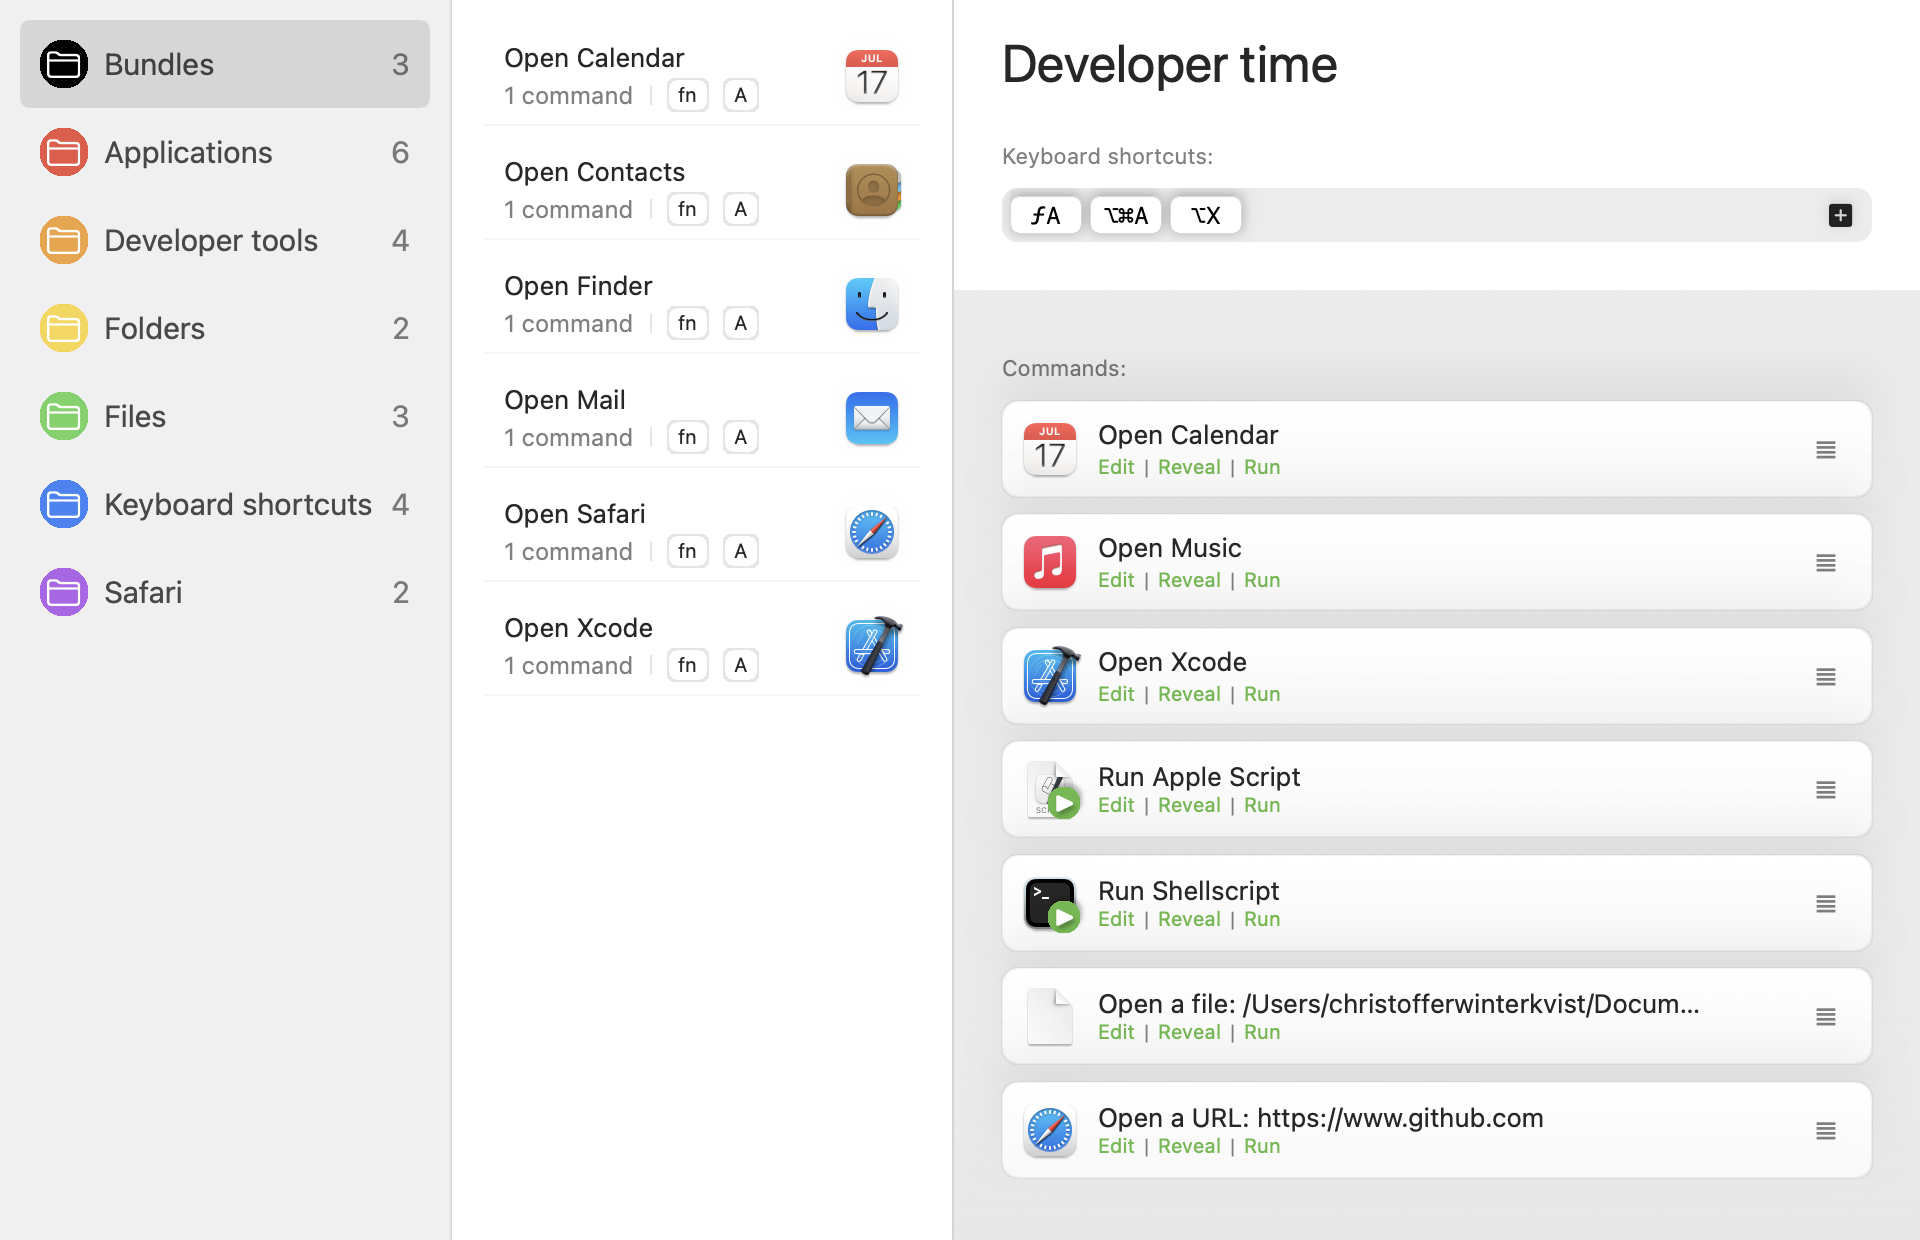 Bundles 3
Applications 6
Developer tools 4
Folders 2
Files 3
Keyboard shortcuts 4
Safari 2
Open Calendar
1 command fn A
JUL
17
Open Contacts
1 command fn A
Open Finder
1 command fn A
Open Mail
1 command fn A
Open Safari
1 command fn A
Open Xcode
1 command fn A
Developer time
Keyboard shortcuts:
ƒA ⌥⌘A ⌥X
Commands:
JUL
17
Open Calendar
Edit | Reveal | Run
Open Music
Edit | Reveal | Run
Open Xcode
Edit | Reveal | Run
Run Apple Script
Edit | Reveal | Run
>_
Run Shellscript
Edit | Reveal | Run
Open a file: /Users/christofferwinterkvist/Docum...
Edit | Reveal | Run
Open a URL: https://www.github.com
Edit | Reveal | Run